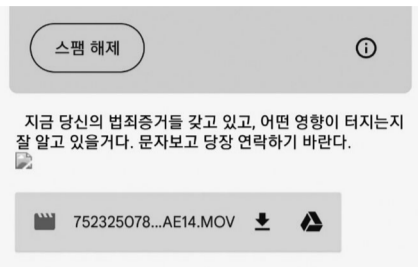 스팸 해제
지금 당신의 범죄증거들 갖고 있고, 어떤 영향이 터지는지
잘 알고 있을거다. 문자보고 당장 연락하기 바란다.
752325078...AE14.MOV